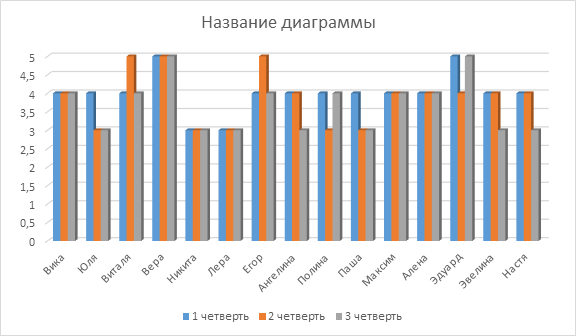 Название диаграммы
5
4,5
4
3,5
3
2,5
2
1,5
1
0,5
0
Вика
Юля
Виталя
Вера
Никита
Лера
Егор
Ангелина
Полина
Паша
Максим
Алена
Эдуард
Эвелина
Настя
1 четверть 2 четверть 3 четверть